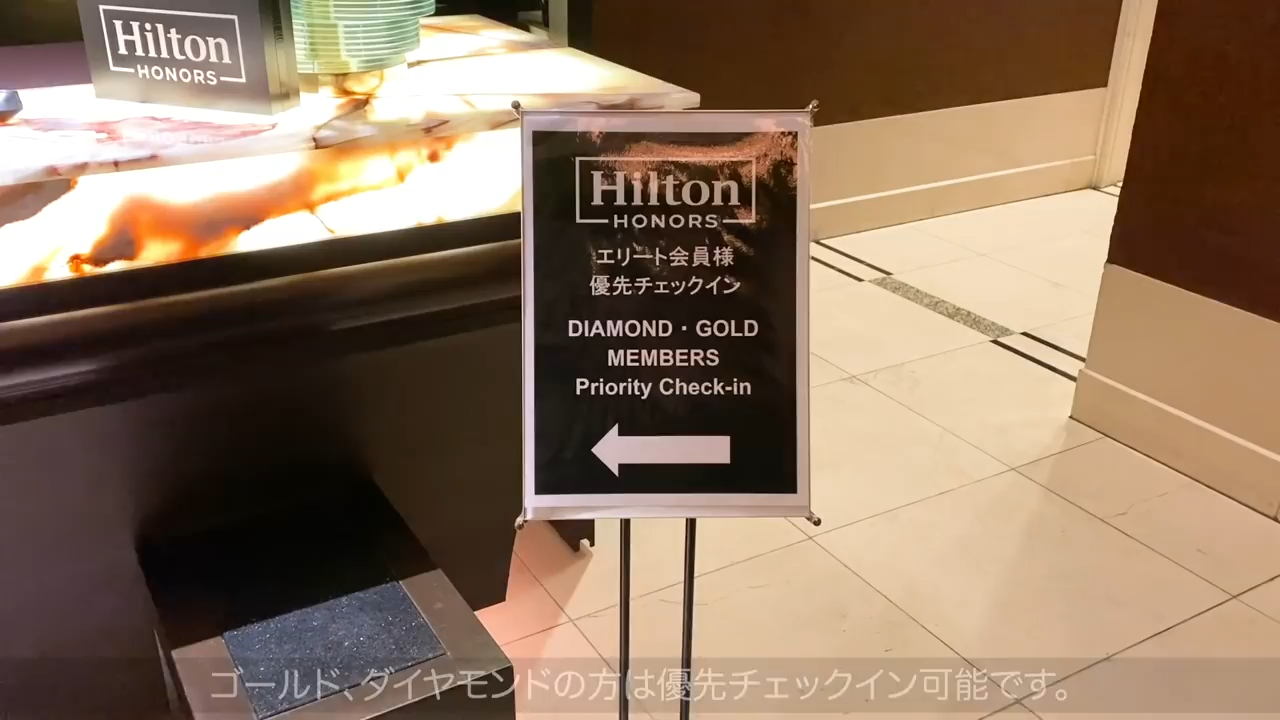 Hilton
HONORS
Hilton
HONORS
エリート会員様
優先チェックイン
DIAMOND・GOLD
MEMBERS
Priority Check-in
ゴールド、ダイヤモンドの方は優先チェックイン可能です。